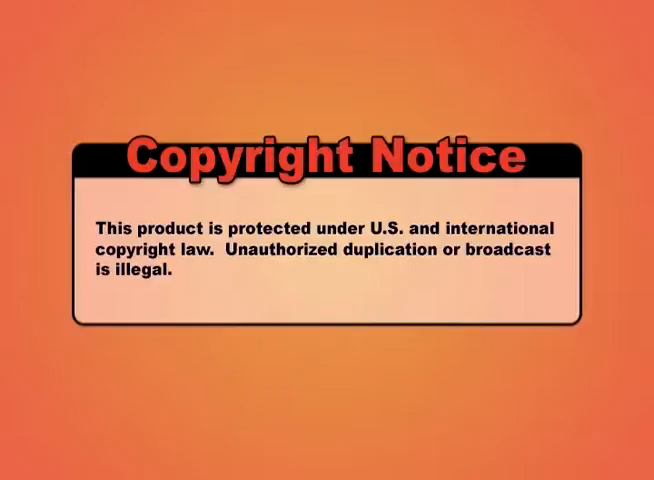 Copyright Notice
This product is protected under U.S. and international
copyright law.  Unauthorized duplication or broadcast
is illegal.